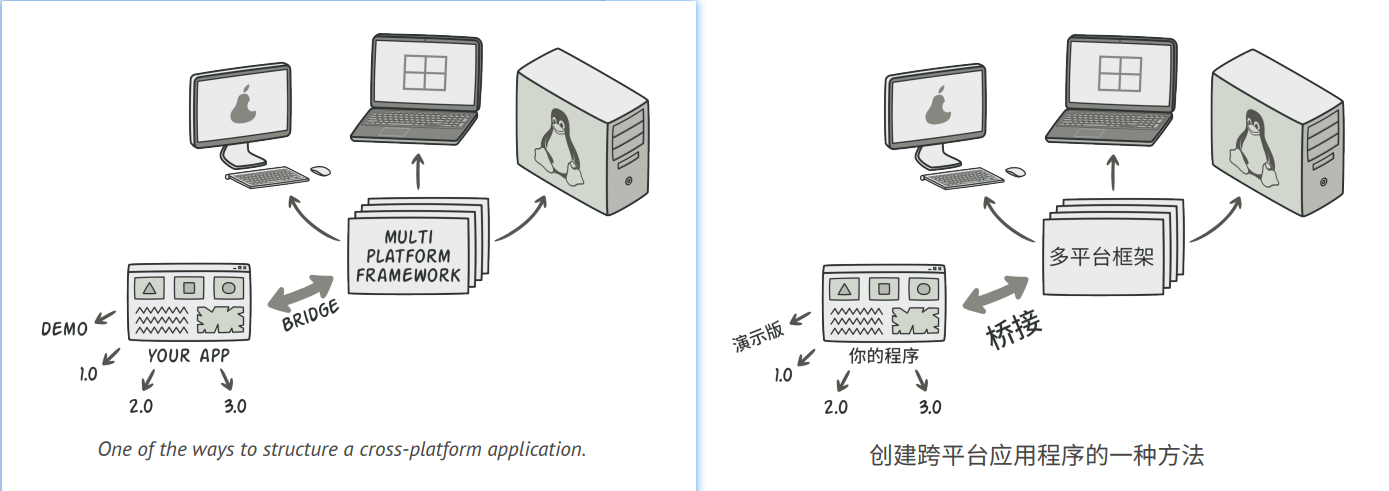 MULTI
PLATFORM
FRAMEWORK
BRIDGE
DEMO
YOUR APP
1.0
2.0
3.0
One of the ways to structure a cross-platform application.
多平台框架
桥接
演示版
你的程序
1.0
2.0
3.0
创建跨平台应用程序的一种方法